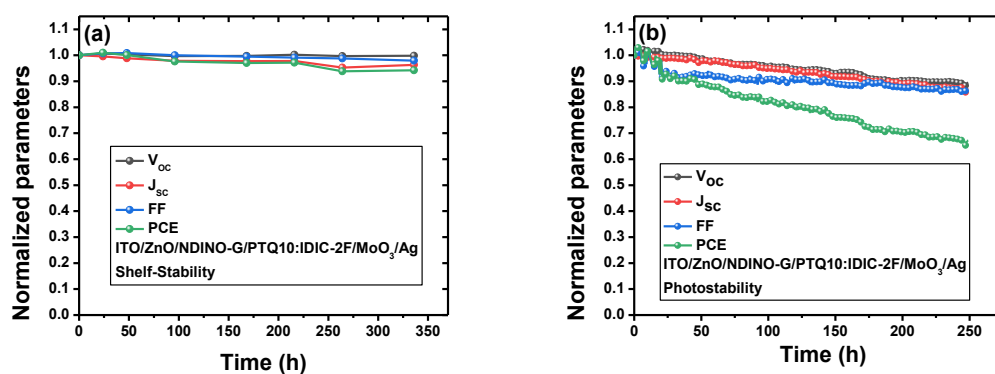 (a)
Normalized parameters
1.1
1.0
0.9
0.8
0.7
0.6
0.5
0.4
0.3
0.2
0.1
0.0
V_OC
J_SC
FF
PCE
ITO/ZnO/NDINO-G/PTQ10:IDIC-2F/MoO₃/Ag
Shelf-Stability
0 50 100 150 200 250 300 350
Time (h)
(b)
Normalized parameters
1.1
1.0
0.9
0.8
0.7
0.6
0.5
0.4
0.3
0.2
0.1
0.0
V_OC
J_SC
FF
PCE
ITO/ZnO/NDINO-G/PTQ10:IDIC-2F/MoO₃/Ag
Photostability
0 50 100 150 200 250
Time (h)